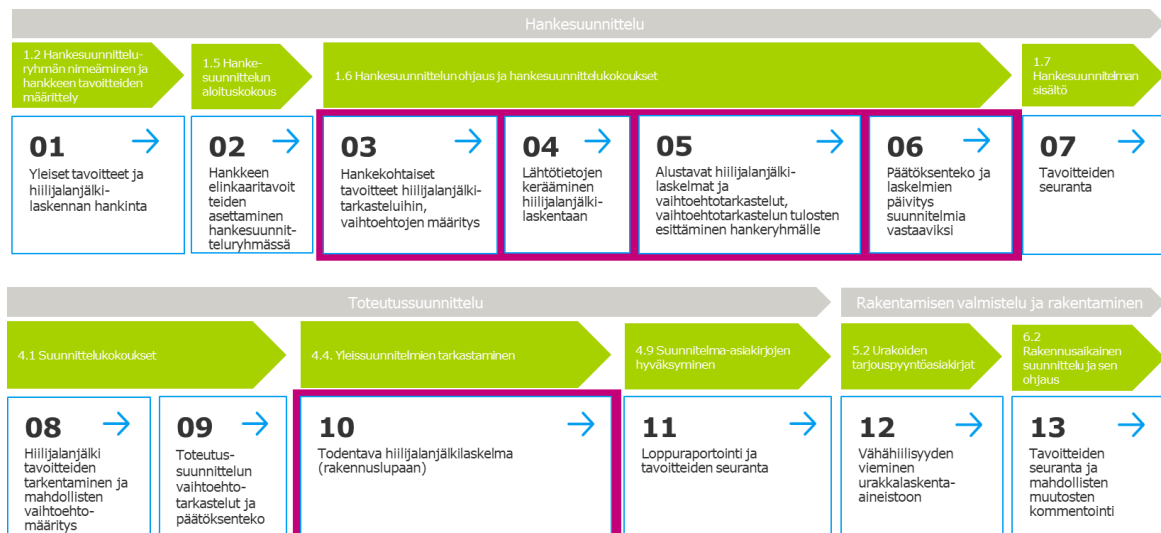 Hankesuunnittelu
1.2 Hankesuunnittelu-
ryhmän nimeäminen ja
hankkeen tavoitteiden
määrittely
1.5 Hanke-
suunnittelun
aloituskokous
1.6 Hankesuunnittelun ohjaus ja hankesuunnittelukokoukset
1.7
Hankesuunnitelman
sisältö
01
Yleiset tavoitteet ja
hiilijalanjälki-
laskennan hankinta
02
Hankkeen
elinkaaritavoit
teiden
asettaminen
hankesuunnit-
teluryhmässä
03
Hankekohtaiset
tavoitteet hiilijalanjälki-
tarkasteluihin,
vaihtoehtojen määritys
04
Lähtötietojen
kerääminen
hiilijalanjälki-
laskentaan
05
Alustavat hiilijalanjälki-
laskelmat ja
vaihtoehtotarkastelut,
vaihtoehtotarkastelun tulosten
esittäminen hankeryhmälle
06
Päätöksenteko ja
laskelmien
päivitys
suunnitelmia
vastaaviksi
07
Tavoitteiden
seuranta
Toteutussuunnittelu
Rakentamisen valmistelu ja rakentaminen
4.1 Suunnittelukokoukset
4.4. Yleissuunnitelmien tarkastaminen
4.9 Suunnitelma-asiakirjojen
hyväksyminen
5.2 Urakoiden
tarjouspyyntöasiakirjat
6.2
Rakennusaikainen
suunnittelu ja sen
ohjaus
08
Hiilijalanjälki
tavoitteiden
tarkentaminen ja
mahdollisten
vaihtoehto-
määritys
09
Toteutus-
suunnittelun
vaihtoehto-
tarkastelut ja
päätöksenteko
10
Todentava hiilijalanjälkilaskelma
(rakennuslupaan)
11
Loppuraportointi ja
tavoitteiden seuranta
12
Vähähiilisyyden
vieminen
urakkalaskenta-
aineistoon
13
Tavoitteiden
seuranta ja
mahdollisten
muutosten
kommentointi